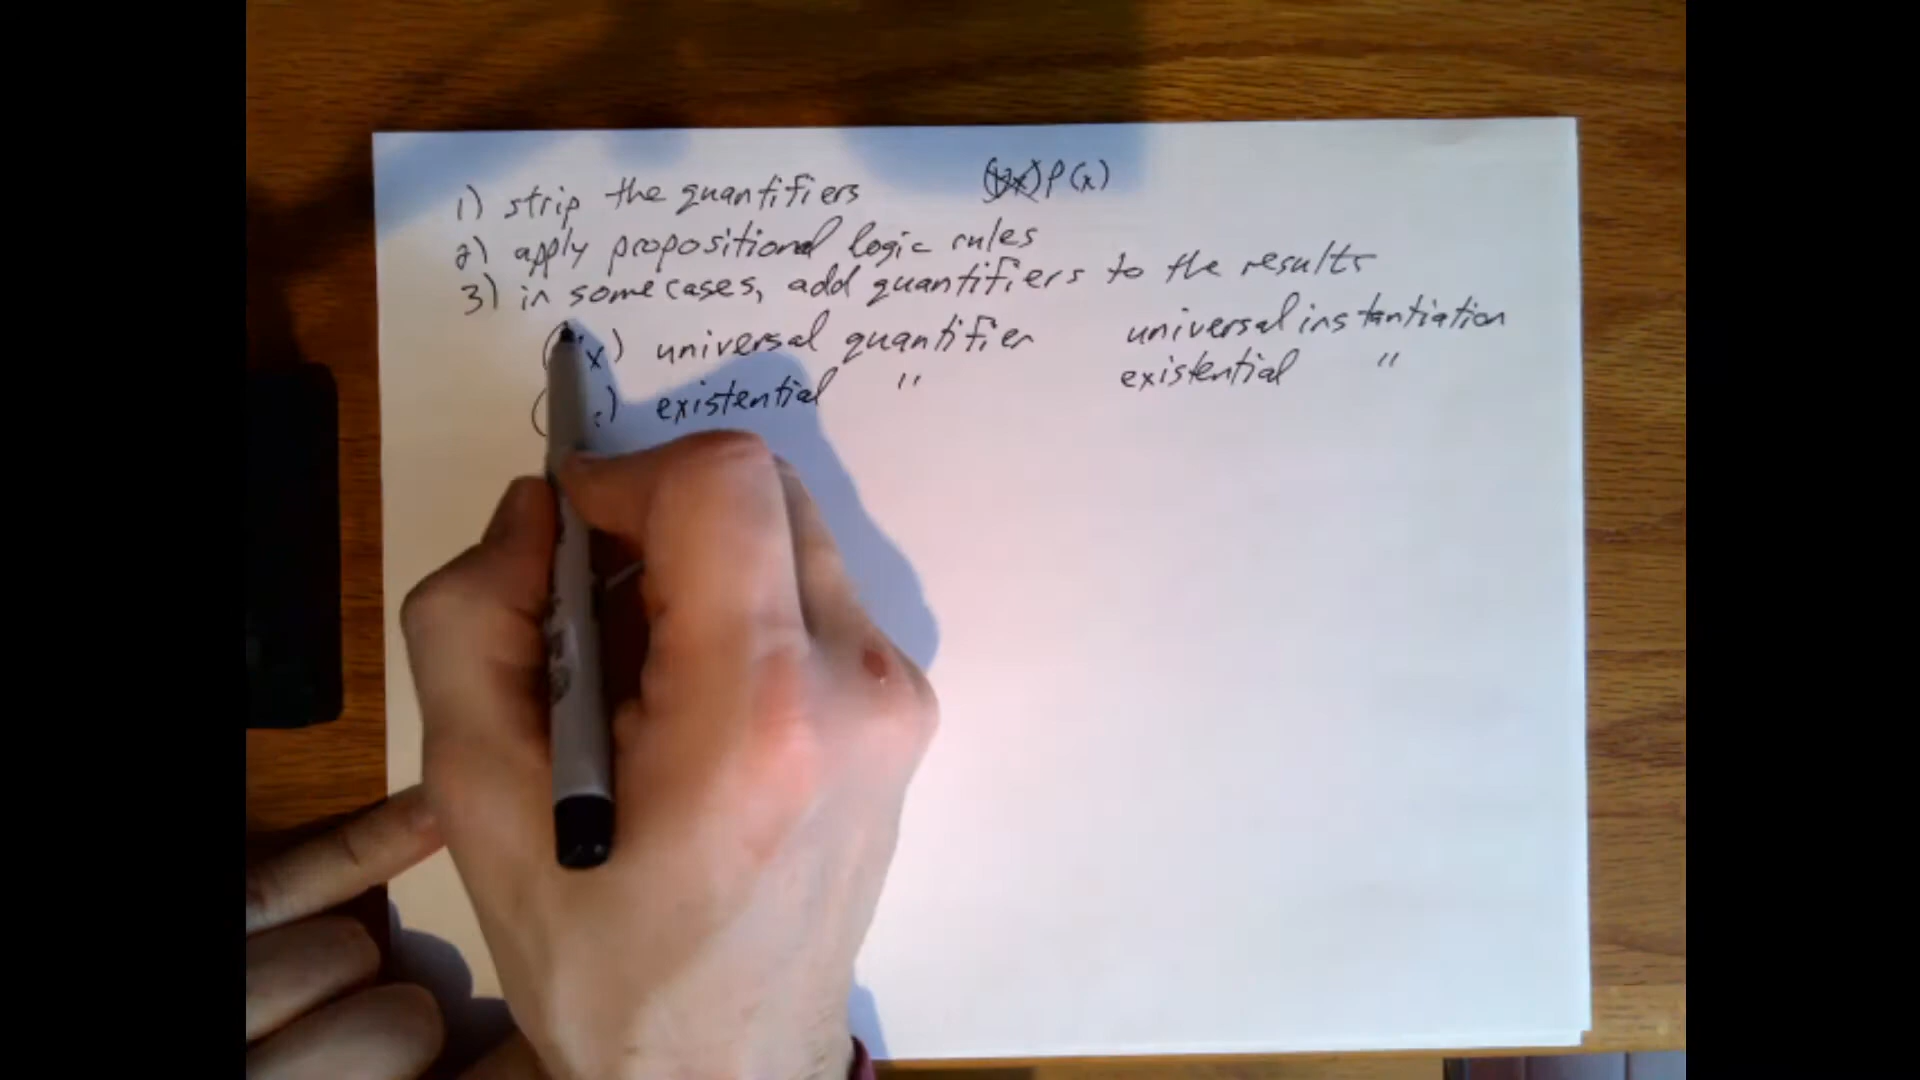 1) strip the quantifiers (∀x)P(x)
2) apply propositional logic rules
3) in some cases, add quantifiers to the results
( x) universal quantifier universal instantiation
( ) existential " existential "